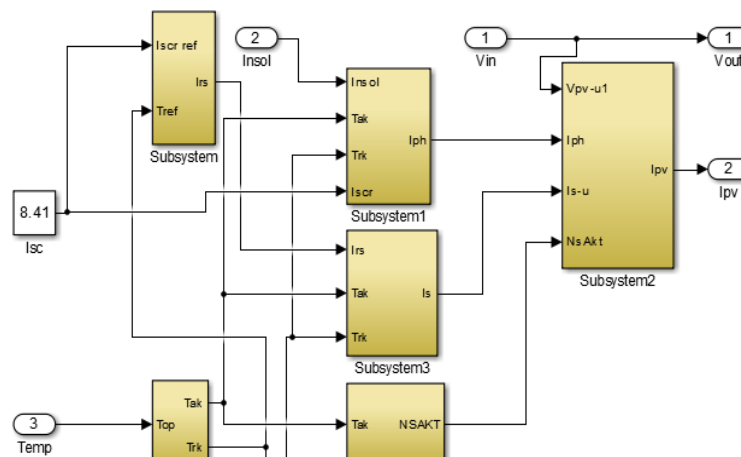 Iscr ref
Irs
Tref
Subsystem
2
Insol
Insol
Tak
Iph
Trk
Iscr
Subsystem1
1
Vin
1
Vout
Vpv-u1
Iph
Ipv
Is-u
NsAkt
Subsystem2
2
Ipv
8.41
Isc
Irs
Tak
Is
Trk
Subsystem3
3
Temp
Top
Tak
Trk
Tak
NSAKT